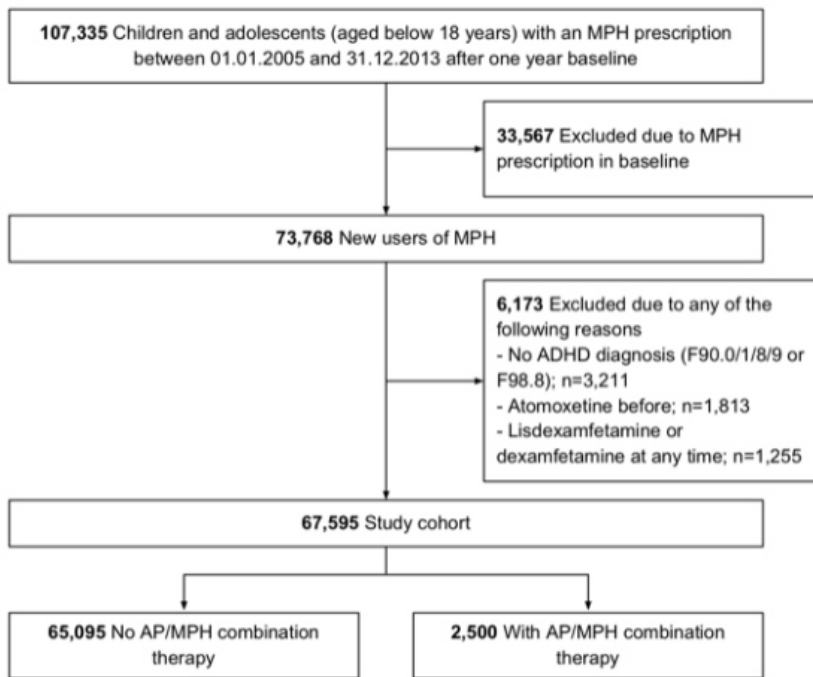 107,335 Children and adolescents (aged below 18 years) with an MPH prescription
between 01.01.2005 and 31.12.2013 after one year baseline
33,567 Excluded due to MPH
prescription in baseline
73,768 New users of MPH
6,173 Excluded due to any of the
following reasons
- No ADHD diagnosis (F90.0/1/8/9 or
F98.8); n=3,211
- Atomoxetine before; n=1,813
- Lisdexamfetamine or
dexamfetamine at any time; n=1,255
67,595 Study cohort
65,095 No AP/MPH combination
therapy
2,500 With AP/MPH combination
therapy